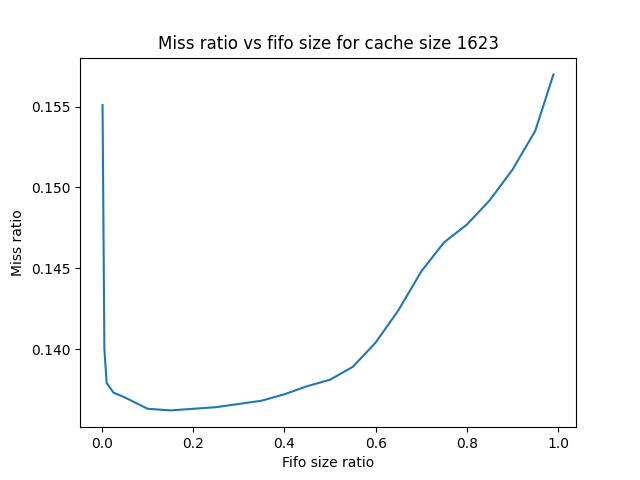 Miss ratio vs fifo size for cache size 1623
0.155
0.150
0.145
0.140
Miss ratio
0.0 0.2 0.4 0.6 0.8 1.0
Fifo size ratio